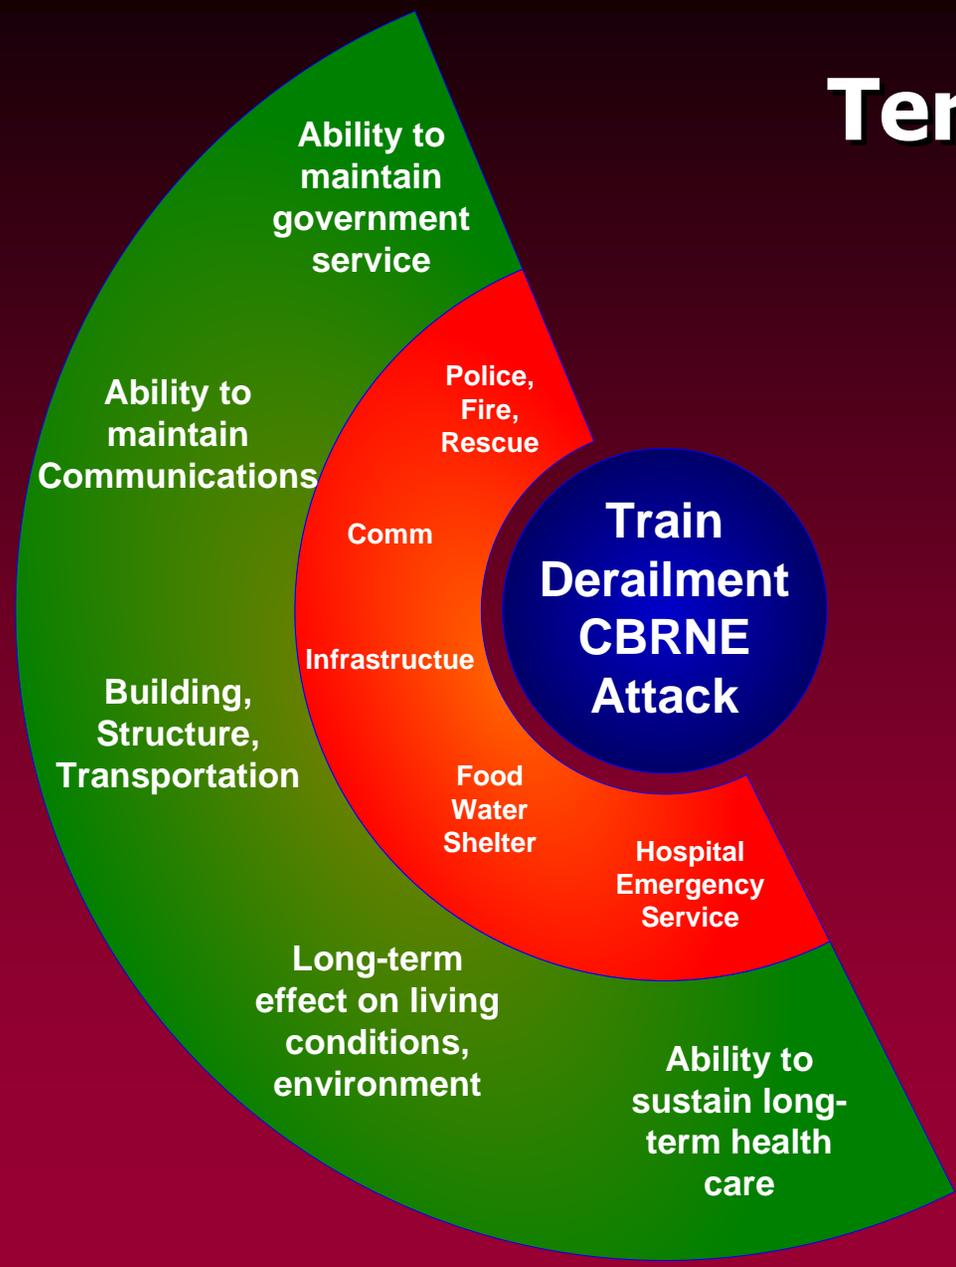 Ter
Ability to
maintain
government
service
Police,
Fire,
Rescue
Ability to
maintain
Communications
Comm
Train
Derailment
CBRNE
Attack
Infrastructue
Building,
Structure,
Transportation
Food
Water
Shelter
Hospital
Emergency
Service
Long-term
effect on living
conditions,
environment
Ability to
sustain long-
term health
care